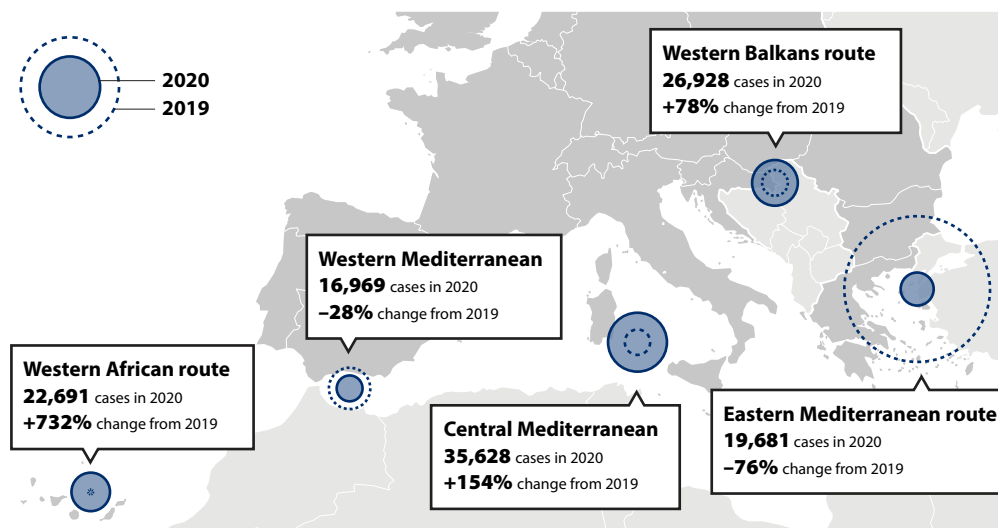 2020
2019
Western Balkans route
26,928 cases in 2020
+78% change from 2019
Western Mediterranean
16,969 cases in 2020
–28% change from 2019
Western African route
22,691 cases in 2020
+732% change from 2019
Central Mediterranean
35,628 cases in 2020
+154% change from 2019
Eastern Mediterranean route
19,681 cases in 2020
–76% change from 2019